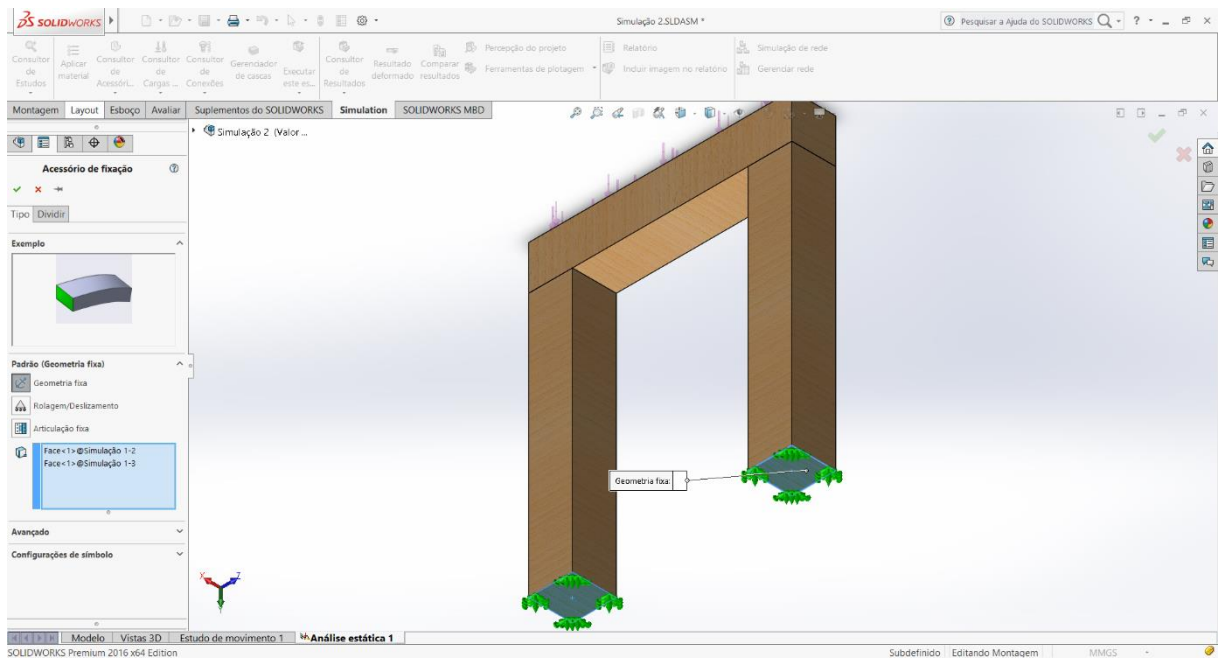 SOLIDWORKS
Simulação 2.SLDASM *
Pesquisar a Ajuda do SOLIDWORKS
Consultor de Estudos
Aplicar material
Consultor de Acessóri...
Consultor de Cargas ...
Consultor de Conexões
Gerenciador de cascas
Executar este es...
Consultor de Resultados
Resultado deformado
Comparar resultados
Percepção do projeto
Ferramentas de plotagem
Relatório
Incluir imagem no relatório
Simulação de rede
Gerenciar rede
Montagem Layout Esboço Avaliar Suplementos do SOLIDWORKS Simulation SOLIDWORKS MBD
Simulação 2 (Valor ...
Acessório de fixação
Tipo Dividir
Exemplo
Padrão (Geometria fixa)
Geometria fixa
Rolagem/Deslizamento
Articulação fixa
Face<1>@Simulação 1-2
Face<1>@Simulação 1-3
Geometria fixa:
Avançado
Configurações de símbolo
X Z
Y
Modelo Vistas 3D Estudo de movimento 1 Análise estática 1
SOLIDWORKS Premium 2016 x64 Edition
Subdefinido Editando Montagem MMGS -